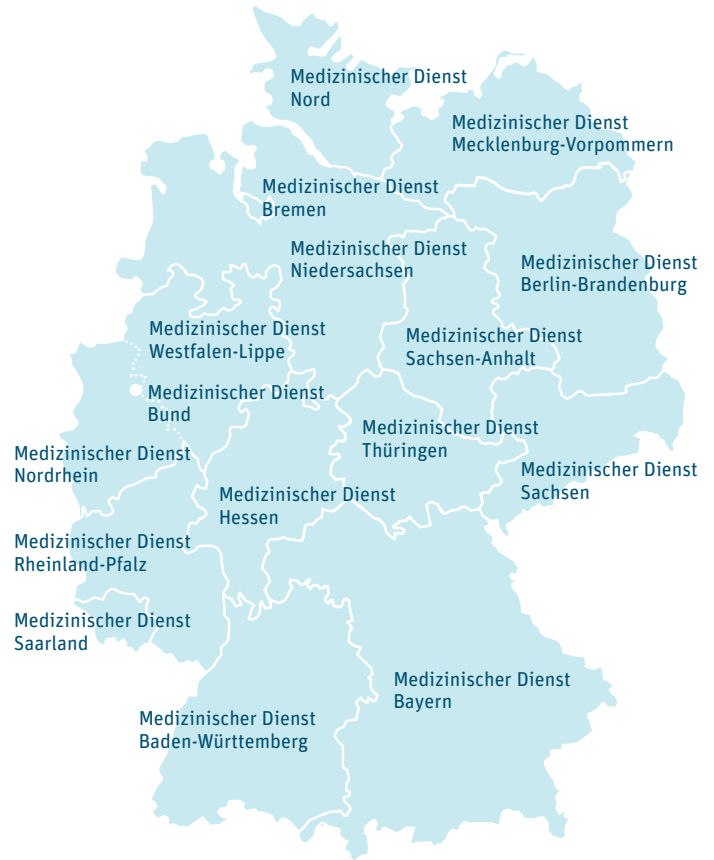 Medizinischer Dienst
Nord
Medizinischer Dienst
Mecklenburg-Vorpommern
Medizinischer Dienst
Bremen
Medizinischer Dienst
Niedersachsen
Medizinischer Dienst
Berlin-Brandenburg
Medizinischer Dienst
Westfalen-Lippe
Medizinischer Dienst
Sachsen-Anhalt
Medizinischer Dienst
Bund
Medizinischer Dienst
Thüringen
Medizinischer Dienst
Nordrhein
Medizinischer Dienst
Sachsen
Medizinischer Dienst
Hessen
Medizinischer Dienst
Rheinland-Pfalz
Medizinischer Dienst
Saarland
Medizinischer Dienst
Bayern
Medizinischer Dienst
Baden-Württemberg